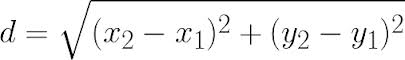 d = √((x₂ − x₁)² + (y₂ − y₁)²)